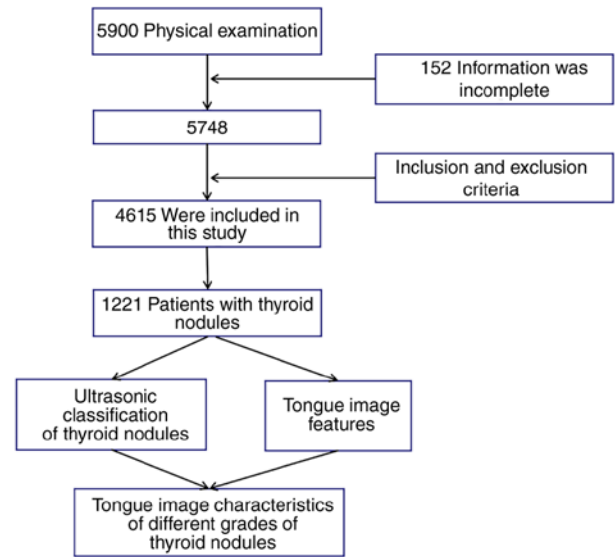 5900 Physical examination
152 Information was
incomplete
5748
Inclusion and exclusion
criteria
4615 Were included in
this study
1221 Patients with thyroid
nodules
Ultrasonic
classification
of thyroid nodules
Tongue image
features
Tongue image characteristics
of different grades of
thyroid nodules